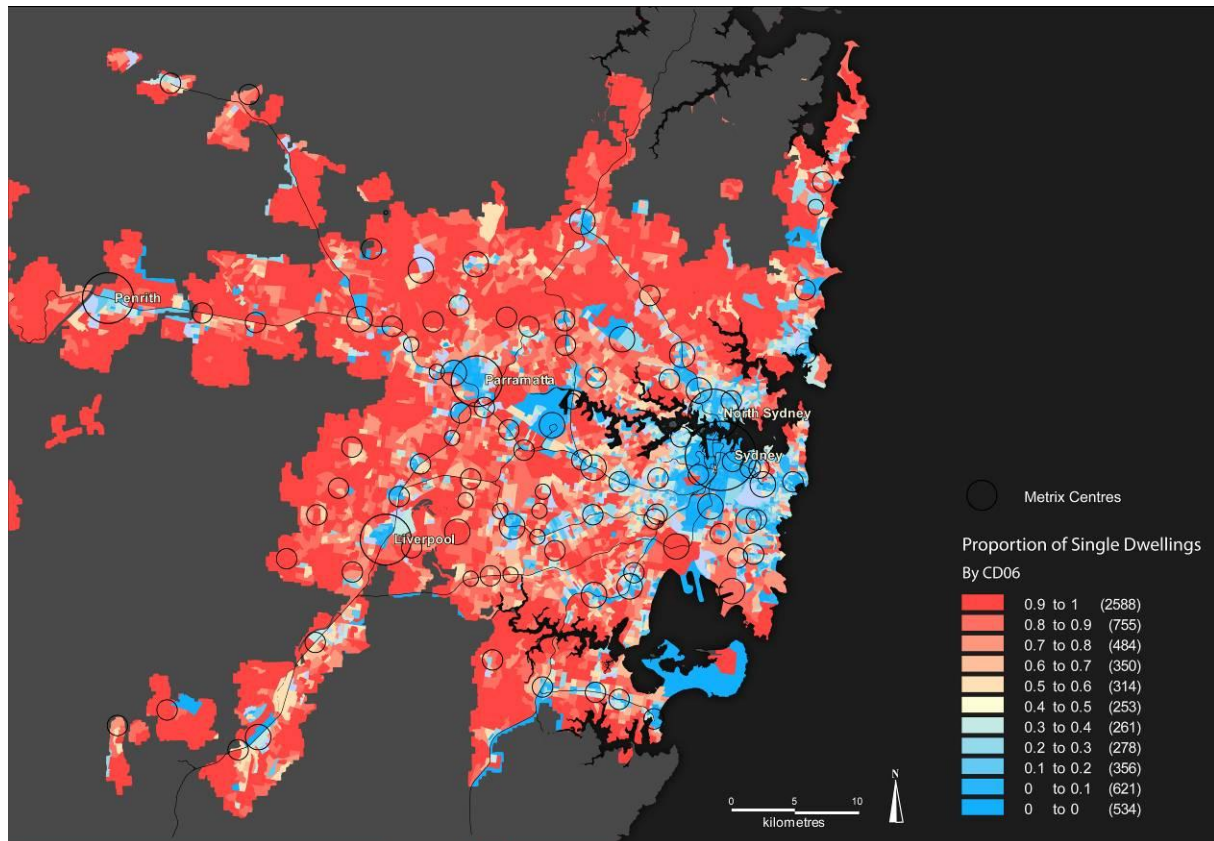 Penrith
Parramatta
North Sydney
Sydney
Liverpool
Metrix Centres
Proportion of Single Dwellings
By CD06
0.9 to 1 (2588)
0.8 to 0.9 (755)
0.7 to 0.8 (484)
0.6 to 0.7 (350)
0.5 to 0.6 (314)
0.4 to 0.5 (253)
0.3 to 0.4 (261)
0.2 to 0.3 (278)
0.1 to 0.2 (356)
0 to 0.1 (621)
0 to 0 (534)
N
0 5 10
kilometres